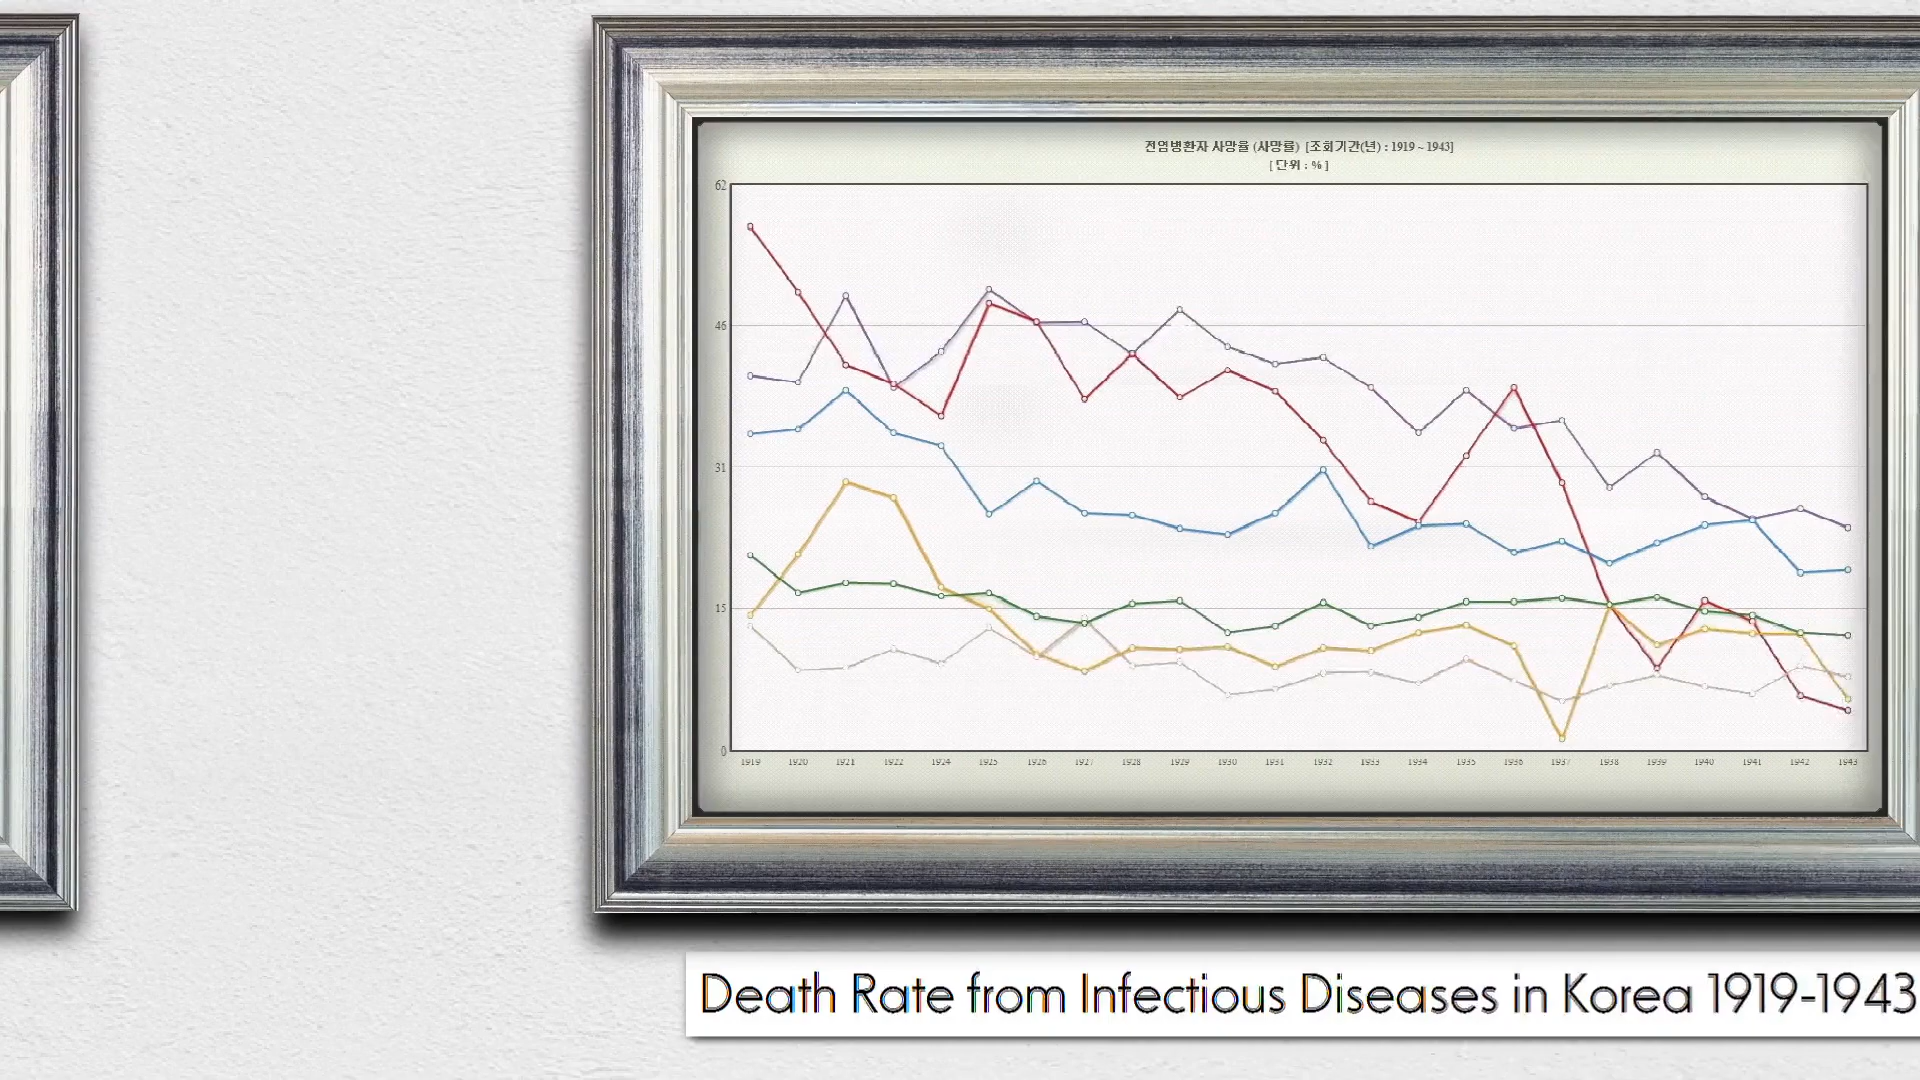 전염병환자 사망률 (사망률) [조회기간(년) : 1919 ~ 1943]
[ 단위 : % ]
62
46
31
15
0
1919 1920 1921 1922 1924 1925 1926 1927 1928 1929 1930 1931 1932 1933 1934 1935 1936 1937 1938 1939 1940 1941 1942 1943
Death Rate from Infectious Diseases in Korea 1919-1943